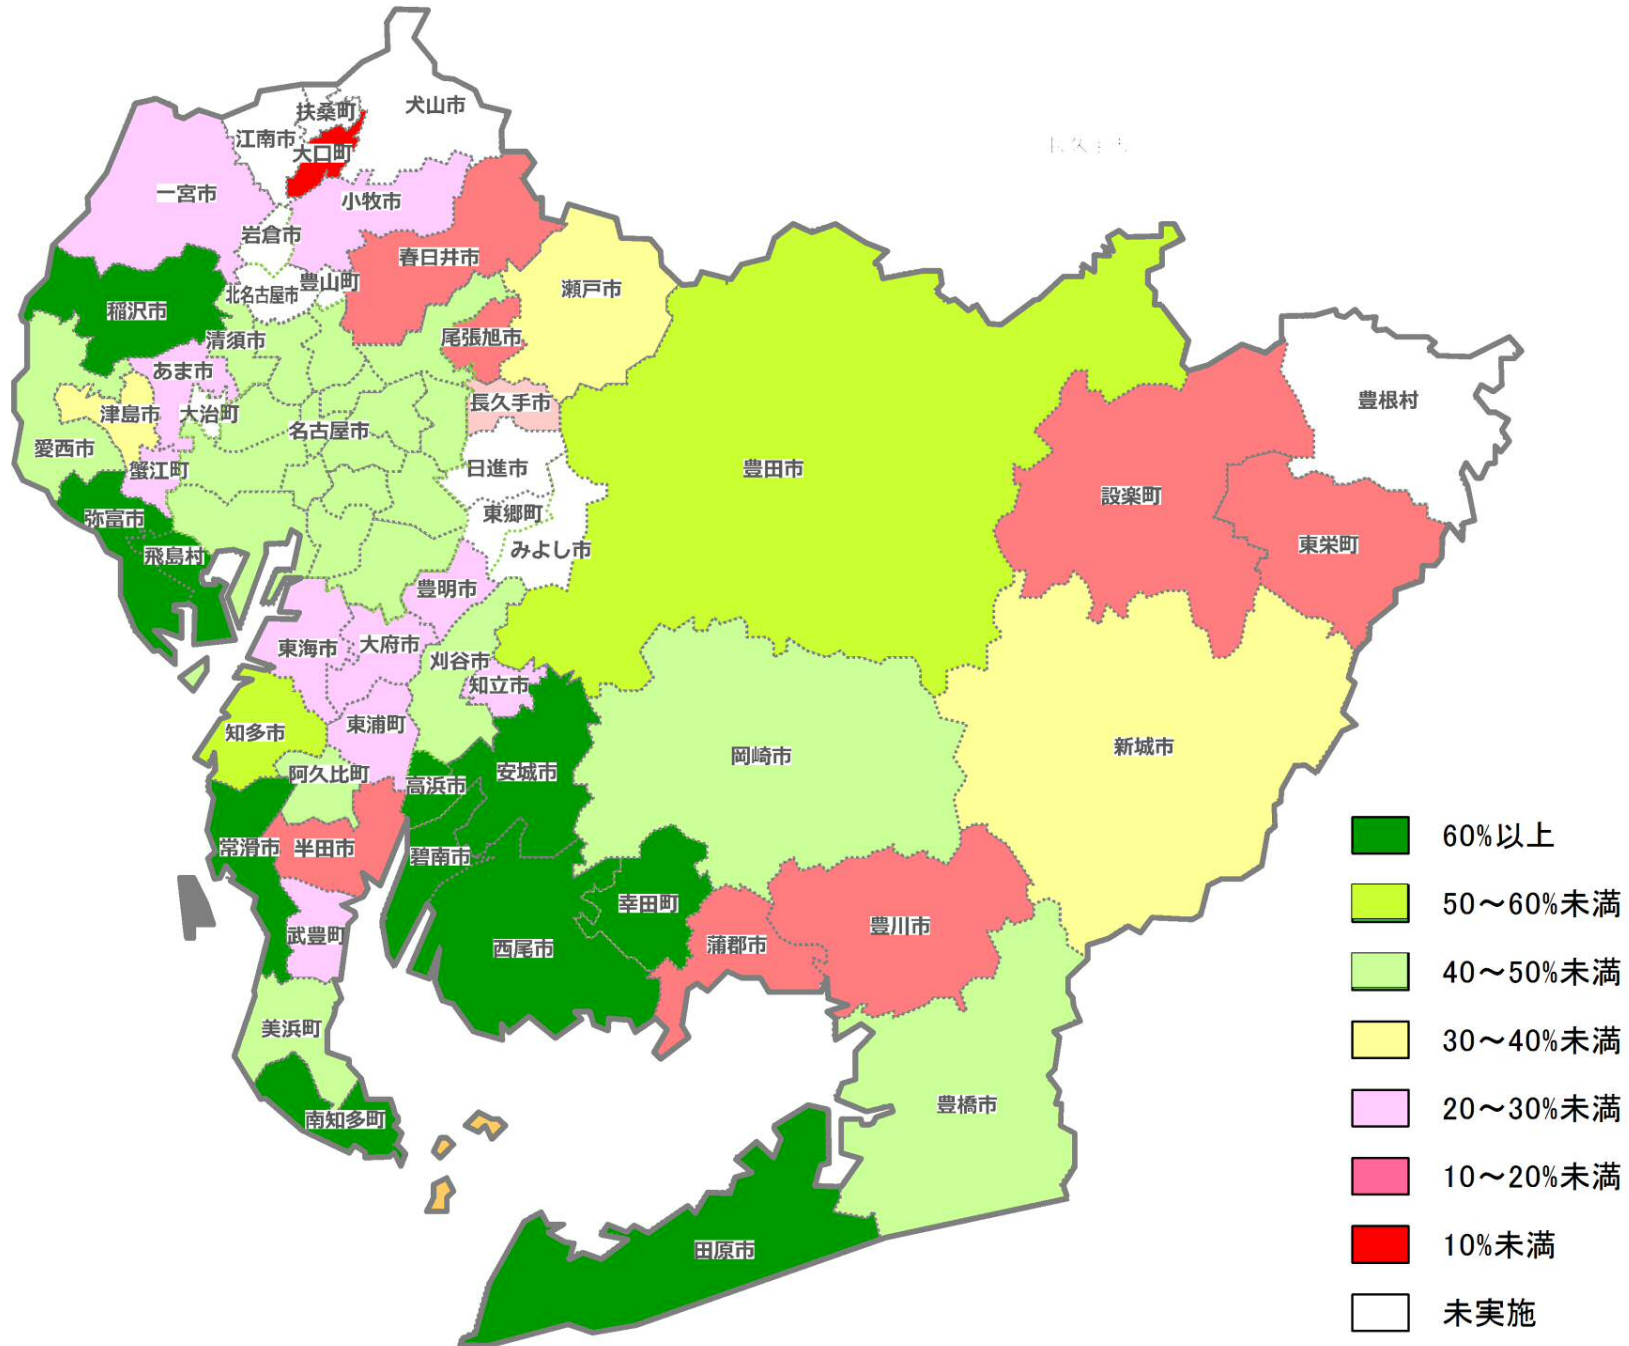 犬山市
扶桑町
江南市
大口町
一宮市
小牧市
岩倉市
春日井市
豊山町
瀬戸市
北名古屋市
稲沢市
清須市
尾張旭市
あま市
長久手市
豊根村
津島市
大治町
名古屋市
愛西市
蟹江町
日進市
豊田市
設楽町
弥富市
東郷町
飛島村
みよし市
東栄町
豊明市
東海市
大府市
刈谷市
知立市
知多市
東浦町
新城市
岡崎市
阿久比町
高浜市
安城市
常滑市
半田市
碧南市
幸田町
豊川市
武豊町
西尾市
蒲郡市
美浜町
豊橋市
南知多町
田原市
60%以上
50～60%未満
40～50%未満
30～40%未満
20～30%未満
10～20%未満
10%未満
未実施